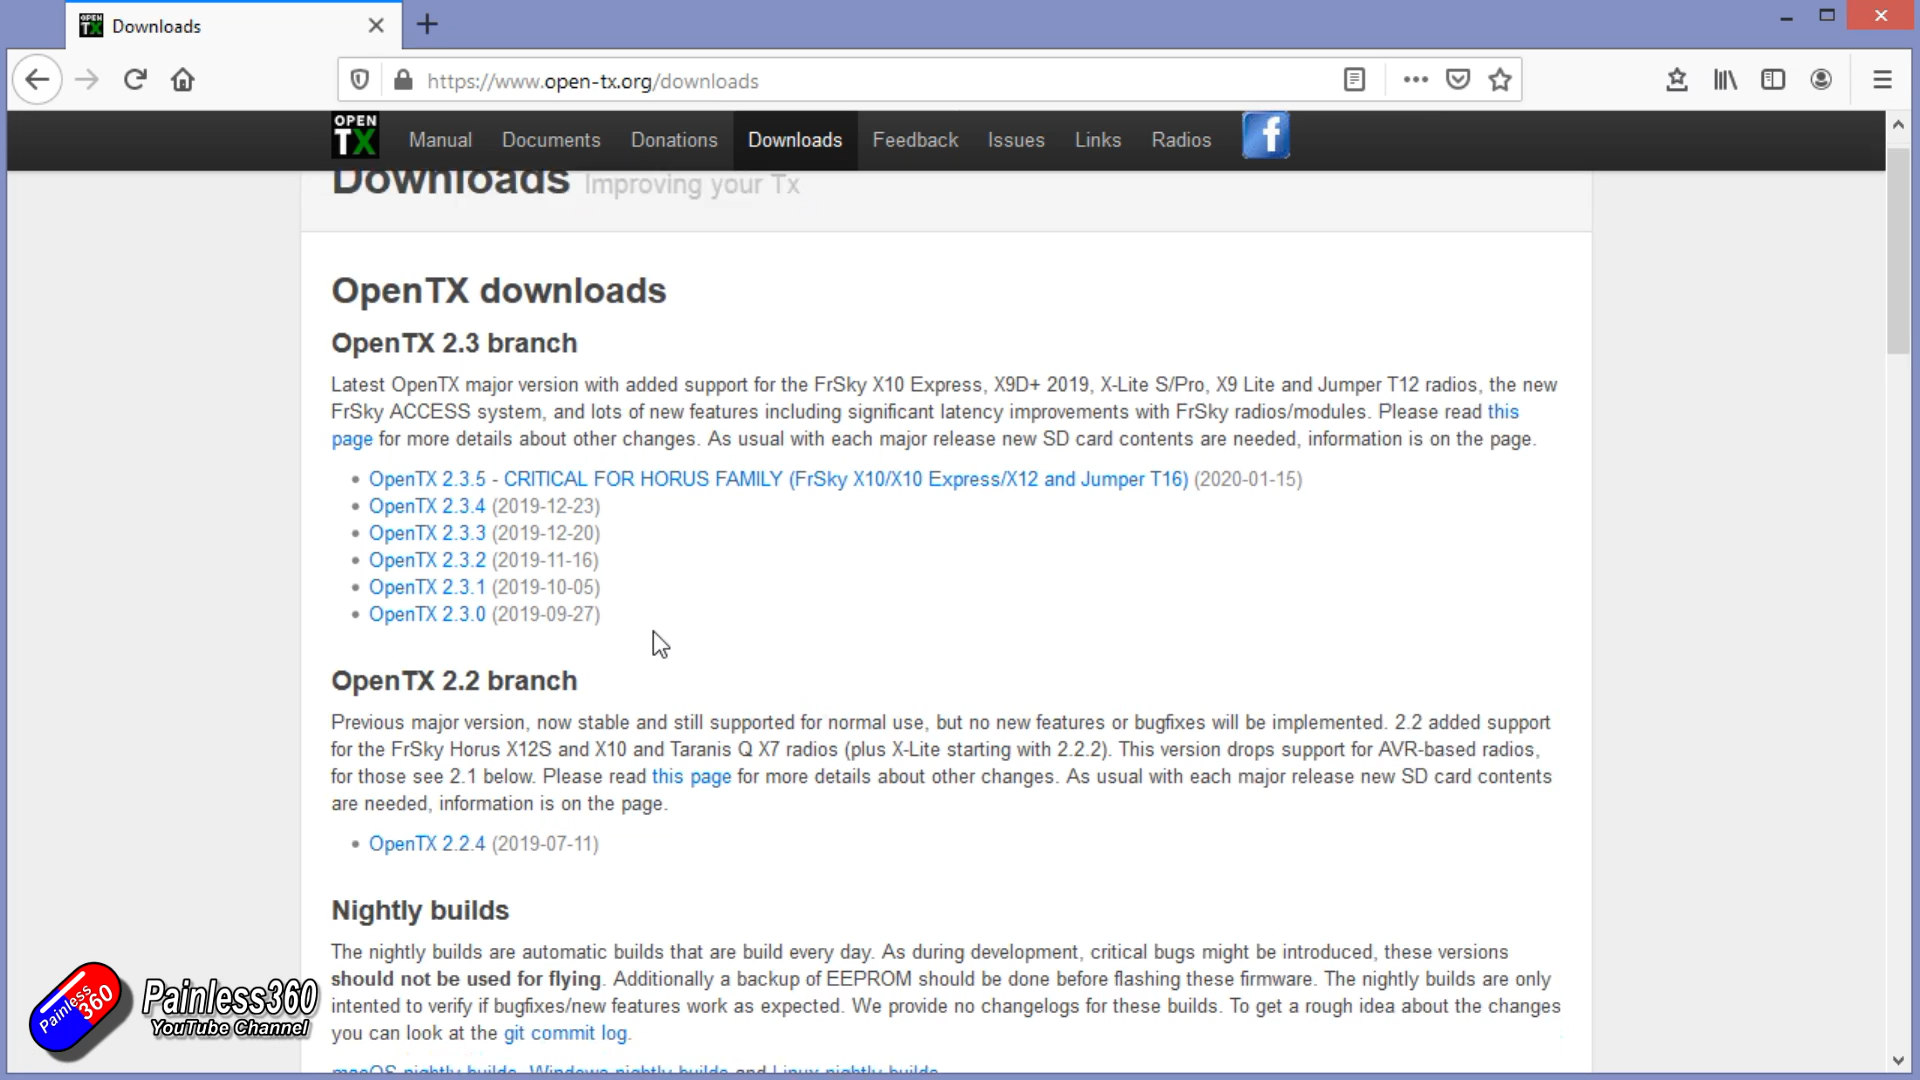 OPEN TX Downloads
https://www.open-tx.org/downloads
OPEN TX Manual Documents Donations Downloads Feedback Issues Links Radios f
Downloads Improving your Tx
OpenTX downloads
OpenTX 2.3 branch
Latest OpenTX major version with added support for the FrSky X10 Express, X9D+ 2019, X-Lite S/Pro, X9 Lite and Jumper T12 radios, the new
FrSky ACCESS system, and lots of new features including significant latency improvements with FrSky radios/modules. Please read this
page for more details about other changes. As usual with each major release new SD card contents are needed, information is on the page.
• OpenTX 2.3.5 - CRITICAL FOR HORUS FAMILY (FrSky X10/X10 Express/X12 and Jumper T16) (2020-01-15)
• OpenTX 2.3.4 (2019-12-23)
• OpenTX 2.3.3 (2019-12-20)
• OpenTX 2.3.2 (2019-11-16)
• OpenTX 2.3.1 (2019-10-05)
• OpenTX 2.3.0 (2019-09-27)
OpenTX 2.2 branch
Previous major version, now stable and still supported for normal use, but no new features or bugfixes will be implemented. 2.2 added support
for the FrSky Horus X12S and X10 and Taranis Q X7 radios (plus X-Lite starting with 2.2.2). This version drops support for AVR-based radios,
for those see 2.1 below. Please read this page for more details about other changes. As usual with each major release new SD card contents
are needed, information is on the page.
• OpenTX 2.2.4 (2019-07-11)
Nightly builds
The nightly builds are automatic builds that are build every day. As during development, critical bugs might be introduced, these versions
should not be used for flying. Additionally a backup of EEPROM should be done before flashing these firmware. The nightly builds are only
intented to verify if bugfixes/new features work as expected. We provide no changelogs for these builds. To get a rough idea about the changes
you can look at the git commit log.
macOS nightly builds, Windows nightly builds and Linux nightly builds
Painless 360
Painless360
YouTube Channel